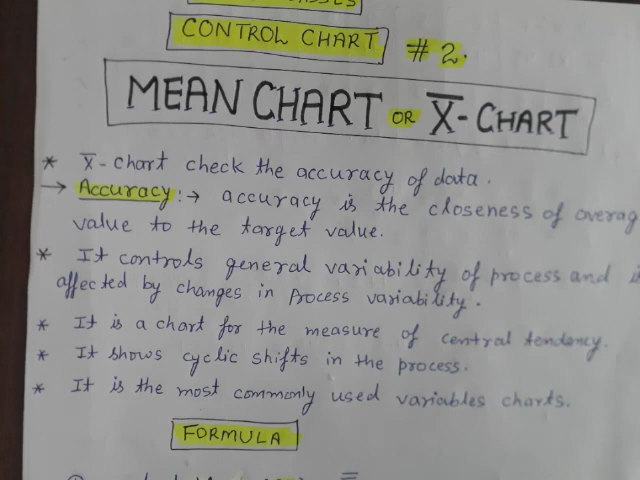 CONTROL CHART # 2.
MEAN CHART OR X̅ - CHART
* X̅ - chart check the accuracy of data.
→ Accuracy :→ accuracy is the closeness of averag
value to the target value.
* It controls general variability of process and i
affected by changes in Process variability.
* It is a chart for the measure of central tendency.
* It shows cyclic shifts in the process.
* It is the most commonly used variables charts.
FORMULA